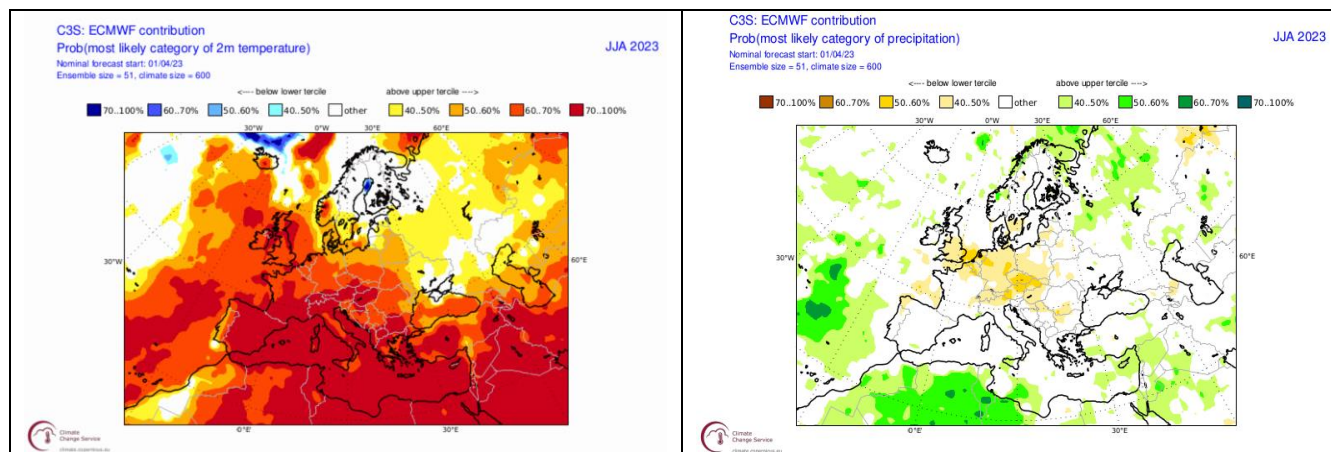 C3S: ECMWF contribution
Prob(most likely category of 2m temperature)
JJA 2023
Nominal forecast start: 01/04/23
Ensemble size = 51, climate size = 600
<---- below lower tercile above upper tercile ---->
70..100% 60..70% 50..60% 40..50% other 40..50% 50..60% 60..70% 70..100%
30°W 0°W 30°E 60°E
30°W
60°E
0°E 30°E
Climate
Change Service
climate.copernicus.eu
C3S: ECMWF contribution
Prob(most likely category of precipitation)
JJA 2023
Nominal forecast start: 01/04/23
Ensemble size = 51, climate size = 600
<---- below lower tercile above upper tercile ---->
70..100% 60..70% 50..60% 40..50% other 40..50% 50..60% 60..70% 70..100%
30°W 0°W 30°E 60°E
30°W
60°E
0°E 30°E
Climate
Change Service
climate.copernicus.eu